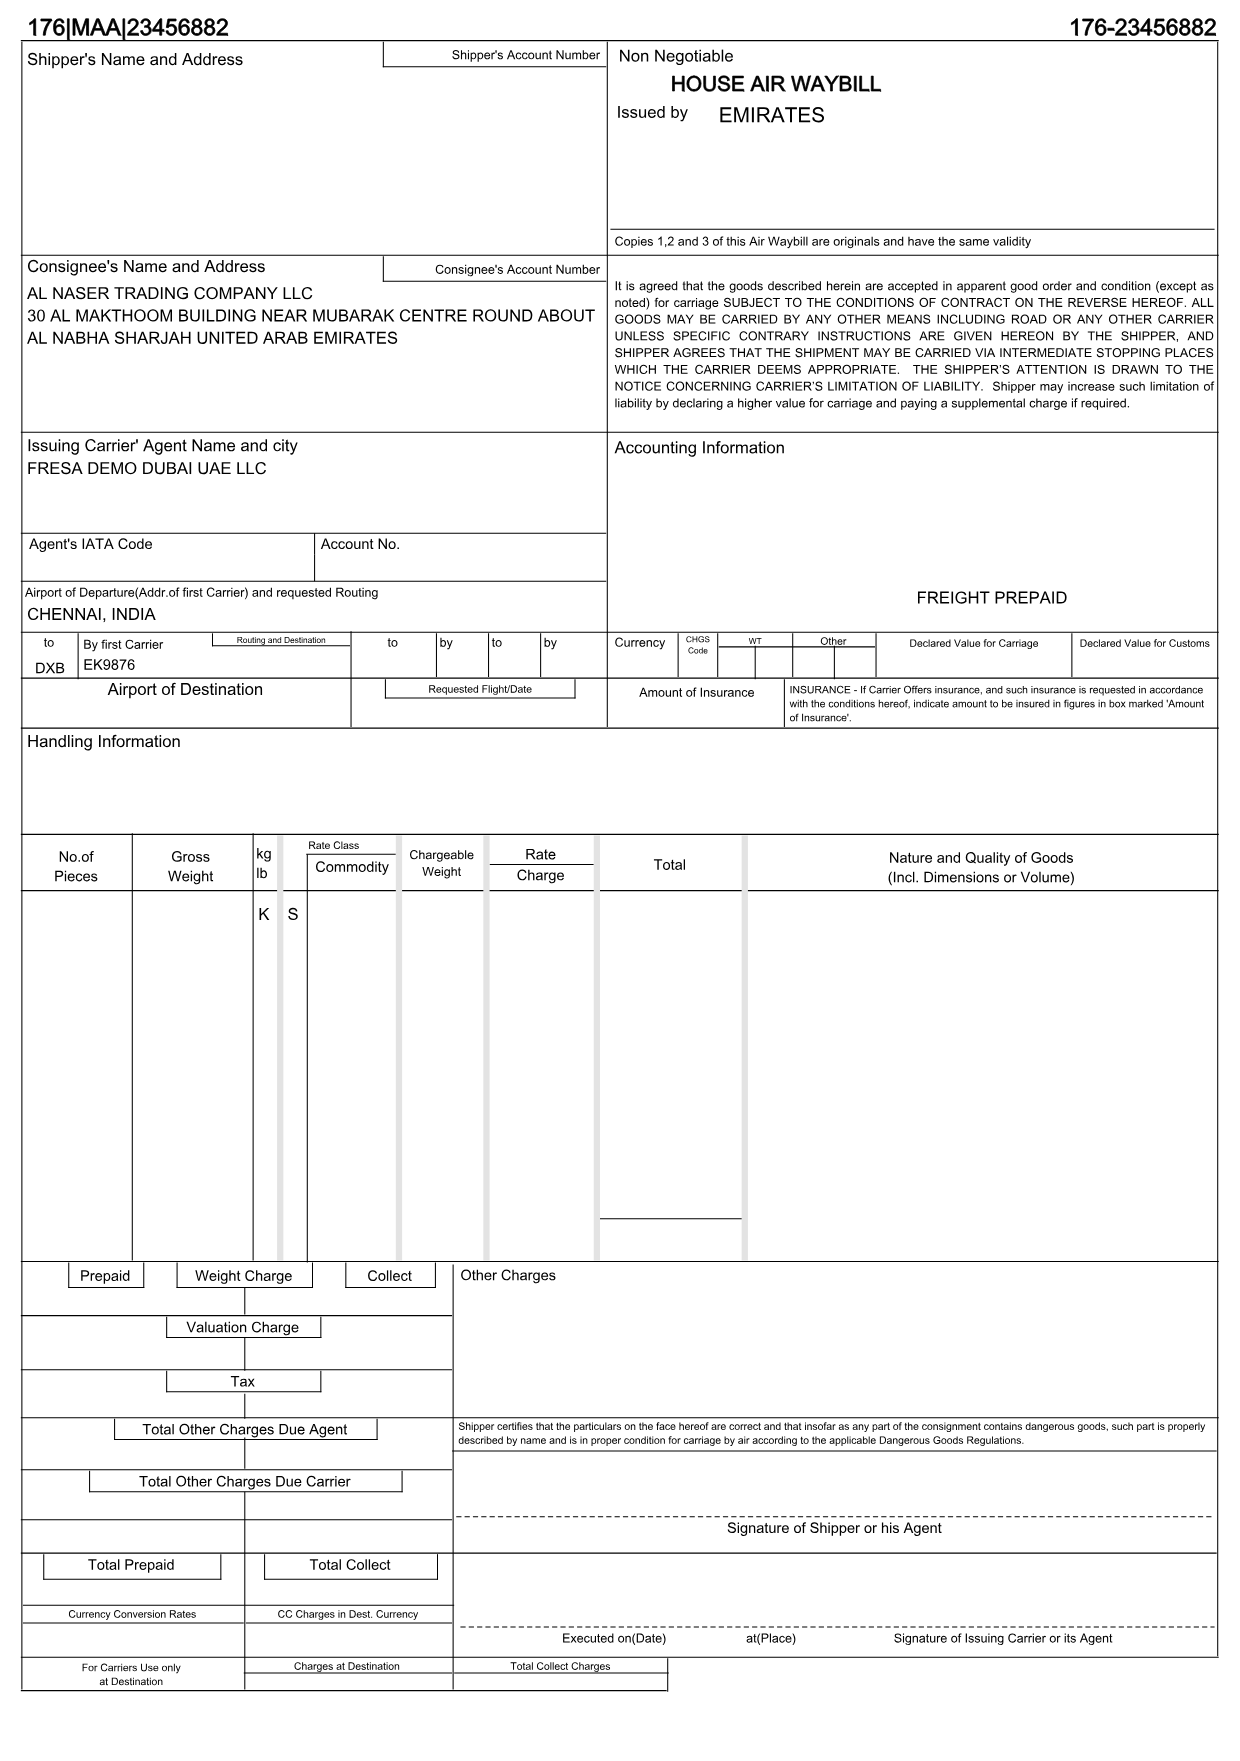 176|MAA|23456882
176-23456882
Shipper's Name and Address
Shipper's Account Number
Non Negotiable
HOUSE AIR WAYBILL
Issued by EMIRATES
Copies 1,2 and 3 of this Air Waybill are originals and have the same validity
Consignee's Name and Address
Consignee's Account Number
AL NASER TRADING COMPANY LLC
30 AL MAKTHOOM BUILDING NEAR MUBARAK CENTRE ROUND ABOUT
AL NABHA SHARJAH UNITED ARAB EMIRATES
It is agreed that the goods described herein are accepted in apparent good order and condition (except as
noted) for carriage SUBJECT TO THE CONDITIONS OF CONTRACT ON THE REVERSE HEREOF. ALL
GOODS MAY BE CARRIED BY ANY OTHER MEANS INCLUDING ROAD OR ANY OTHER CARRIER
UNLESS SPECIFIC CONTRARY INSTRUCTIONS ARE GIVEN HEREON BY THE SHIPPER, AND
SHIPPER AGREES THAT THE SHIPMENT MAY BE CARRIED VIA INTERMEDIATE STOPPING PLACES
WHICH THE CARRIER DEEMS APPROPRIATE. THE SHIPPER'S ATTENTION IS DRAWN TO THE
NOTICE CONCERNING CARRIER'S LIMITATION OF LIABILITY. Shipper may increase such limitation of
liability by declaring a higher value for carriage and paying a supplemental charge if required.
Issuing Carrier' Agent Name and city
FRESA DEMO DUBAI UAE LLC
Accounting Information
Agent's IATA Code
Account No.
Airport of Departure(Addr.of first Carrier) and requested Routing
CHENNAI, INDIA
FREIGHT PREPAID
to
DXB
By first Carrier
EK9876
Routing and Destination
to
by
to
by
Currency
CHGS
Code
WT
Other
Declared Value for Carriage
Declared Value for Customs
Airport of Destination
Requested Flight/Date
Amount of Insurance
INSURANCE - If Carrier Offers insurance, and such insurance is requested in accordance
with the conditions hereof, indicate amount to be insured in figures in box marked 'Amount
of Insurance'.
Handling Information
No.of
Pieces
Gross
Weight
kg
lb
Rate Class
Commodity
Chargeable
Weight
Rate
Charge
Total
Nature and Quality of Goods
(Incl. Dimensions or Volume)
K S
Prepaid
Weight Charge
Collect
Other Charges
Valuation Charge
Tax
Total Other Charges Due Agent
Shipper certifies that the particulars on the face hereof are correct and that insofar as any part of the consignment contains dangerous goods, such part is properly
described by name and is in proper condition for carriage by air according to the applicable Dangerous Goods Regulations.
Total Other Charges Due Carrier
Signature of Shipper or his Agent
Total Prepaid
Total Collect
Currency Conversion Rates
CC Charges in Dest. Currency
Executed on(Date)
at(Place)
Signature of Issuing Carrier or its Agent
For Carriers Use only
at Destination
Charges at Destination
Total Collect Charges